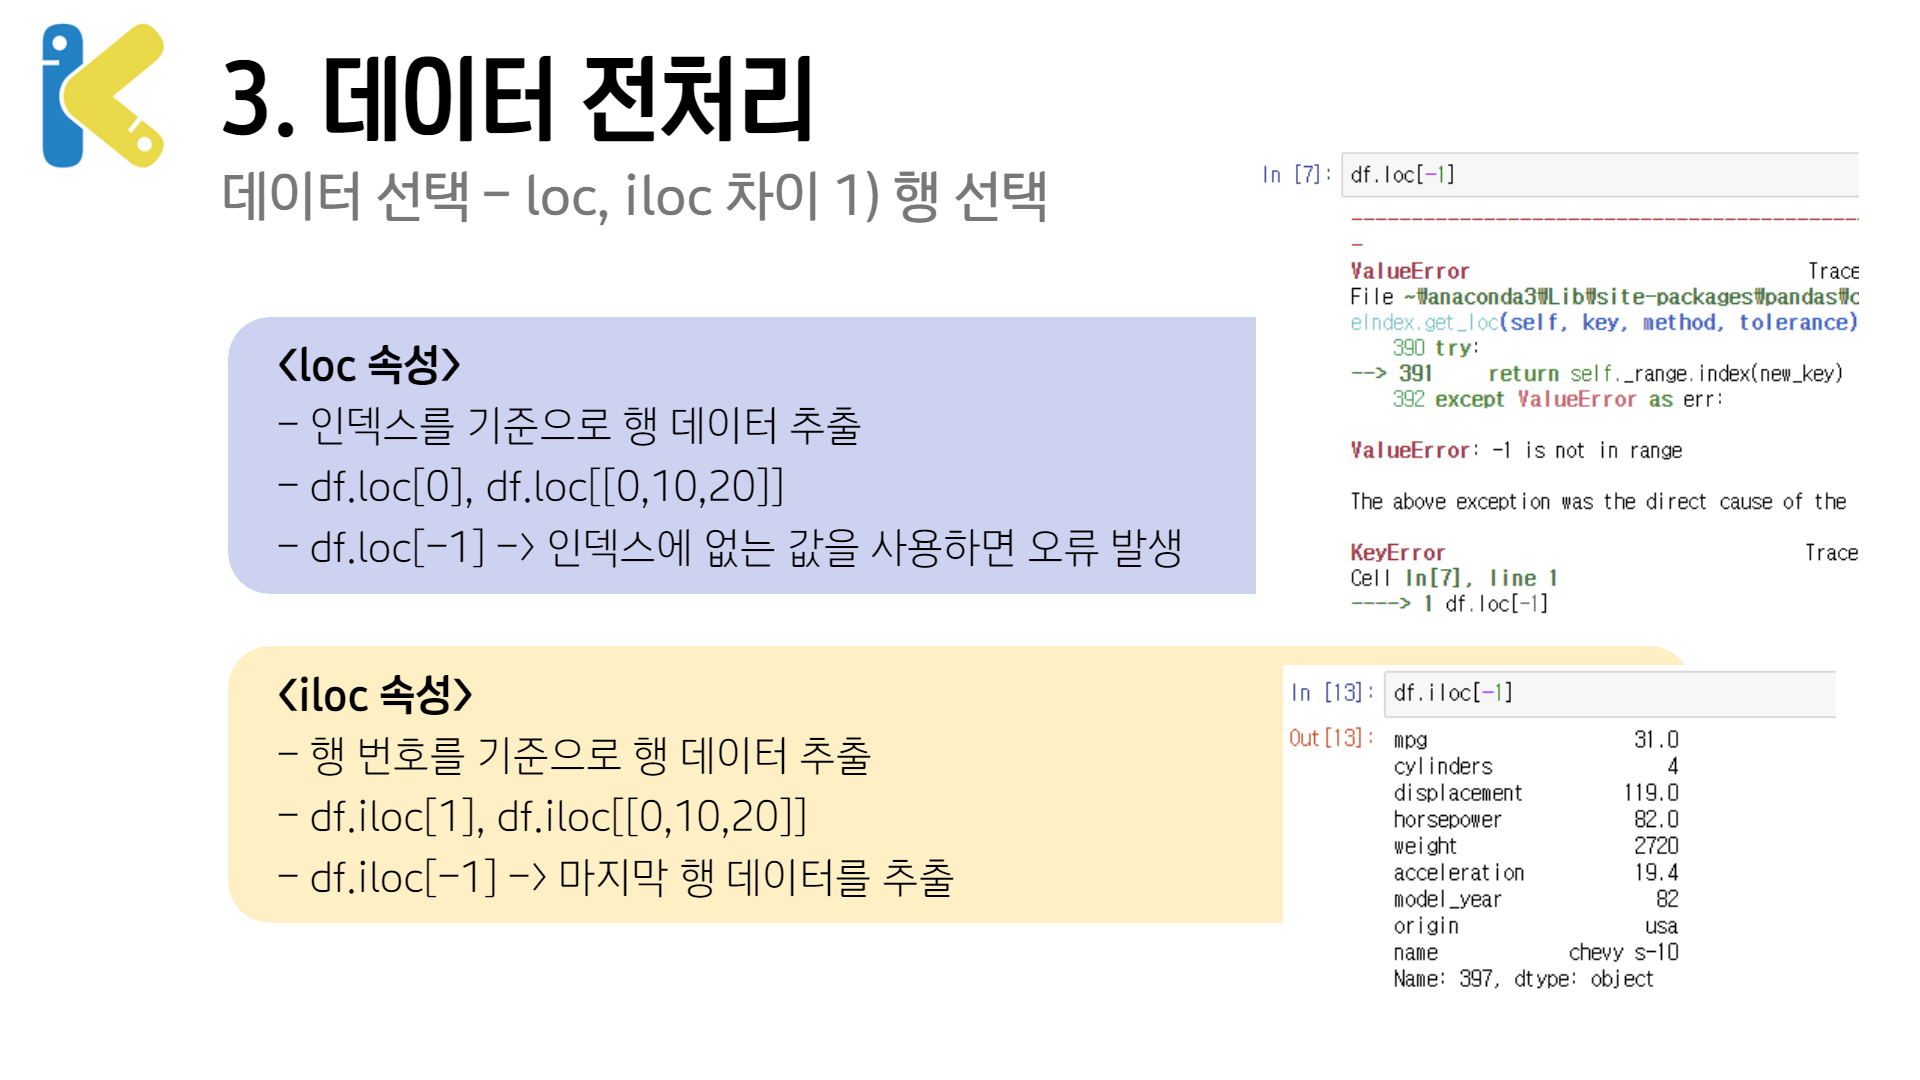 3. 데이터 전처리
데이터 선택 – loc, iloc 차이 1) 행 선택
<loc 속성>
- 인덱스를 기준으로 행 데이터 추출
- df.loc[0], df.loc[[0,10,20]]
- df.loc[-1] -> 인덱스에 없는 값을 사용하면 오류 발생
In [7]: df.loc[-1]
ValueError Trace
File ~₩anaconda3₩Lib₩site-packages₩pandas₩c
eIndex.get_loc(self, key, method, tolerance)
390 try:
--> 391 return self._range.index(new_key)
392 except ValueError as err:
ValueError: -1 is not in range
The above exception was the direct cause of the
KeyError Trace
Cell In[7], line 1
----> 1 df.loc[-1]
<iloc 속성>
- 행 번호를 기준으로 행 데이터 추출
- df.iloc[1], df.iloc[[0,10,20]]
- df.iloc[-1] -> 마지막 행 데이터를 추출
In [13]: df.iloc[-1]
Out[13]: mpg 31.0
cylinders 4
displacement 119.0
horsepower 82.0
weight 2720
acceleration 19.4
model_year 82
origin usa
name chevy s-10
Name: 397, dtype: object